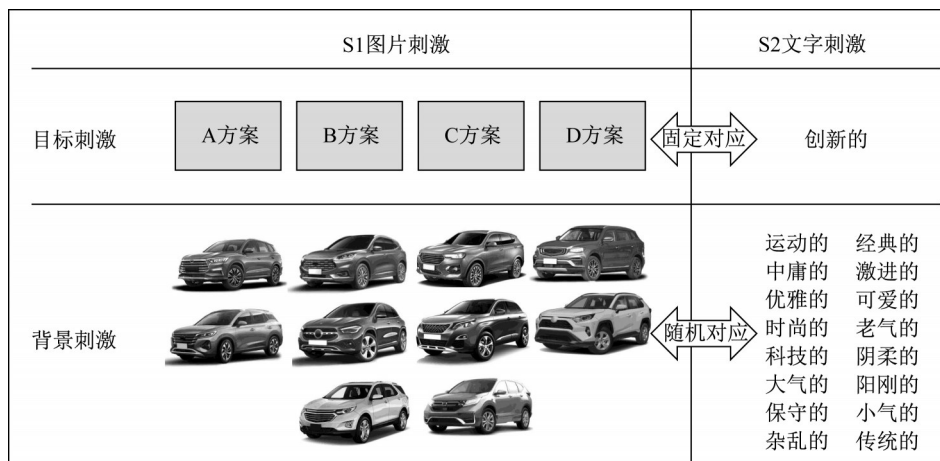 S1图片刺激 S2文字刺激
目标刺激 A方案 B方案 C方案 D方案 固定对应 创新的
运动的 经典的
中庸的 激进的
优雅的 可爱的
背景刺激 随机对应 时尚的 老气的
科技的 阴柔的
大气的 阳刚的
保守的 小气的
杂乱的 传统的